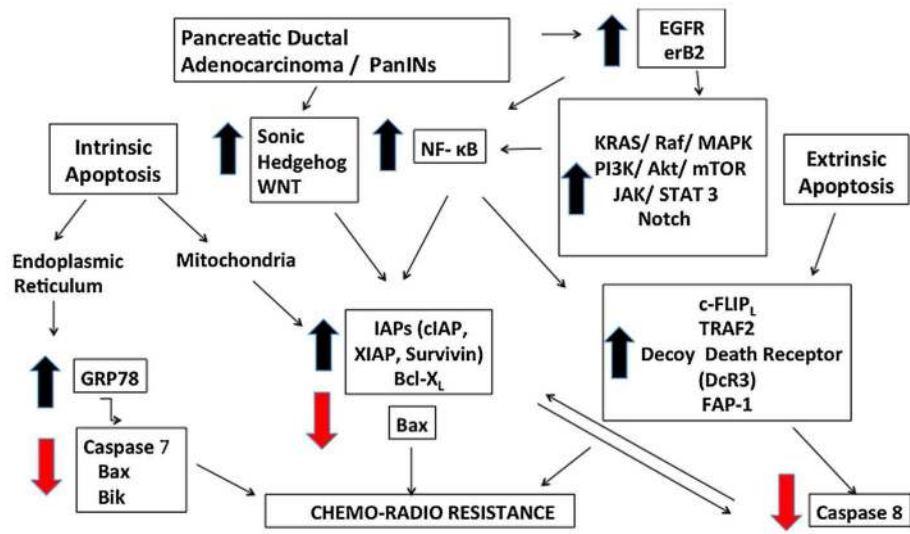 Pancreatic Ductal
Adenocarcinoma / PanINs
EGFR
erB2
Sonic
Hedgehog
WNT
NF- κB
KRAS/ Raf/ MAPK
PI3K/ Akt/ mTOR
JAK/ STAT 3
Notch
Intrinsic
Apoptosis
Extrinsic
Apoptosis
Endoplasmic
Reticulum
Mitochondria
IAPs (cIAP,
XIAP, Survivin)
Bcl-XL
c-FLIPL
TRAF2
Decoy Death Receptor
(DcR3)
FAP-1
GRP78
Bax
Caspase 7
Bax
Bik
CHEMO-RADIO RESISTANCE
Caspase 8